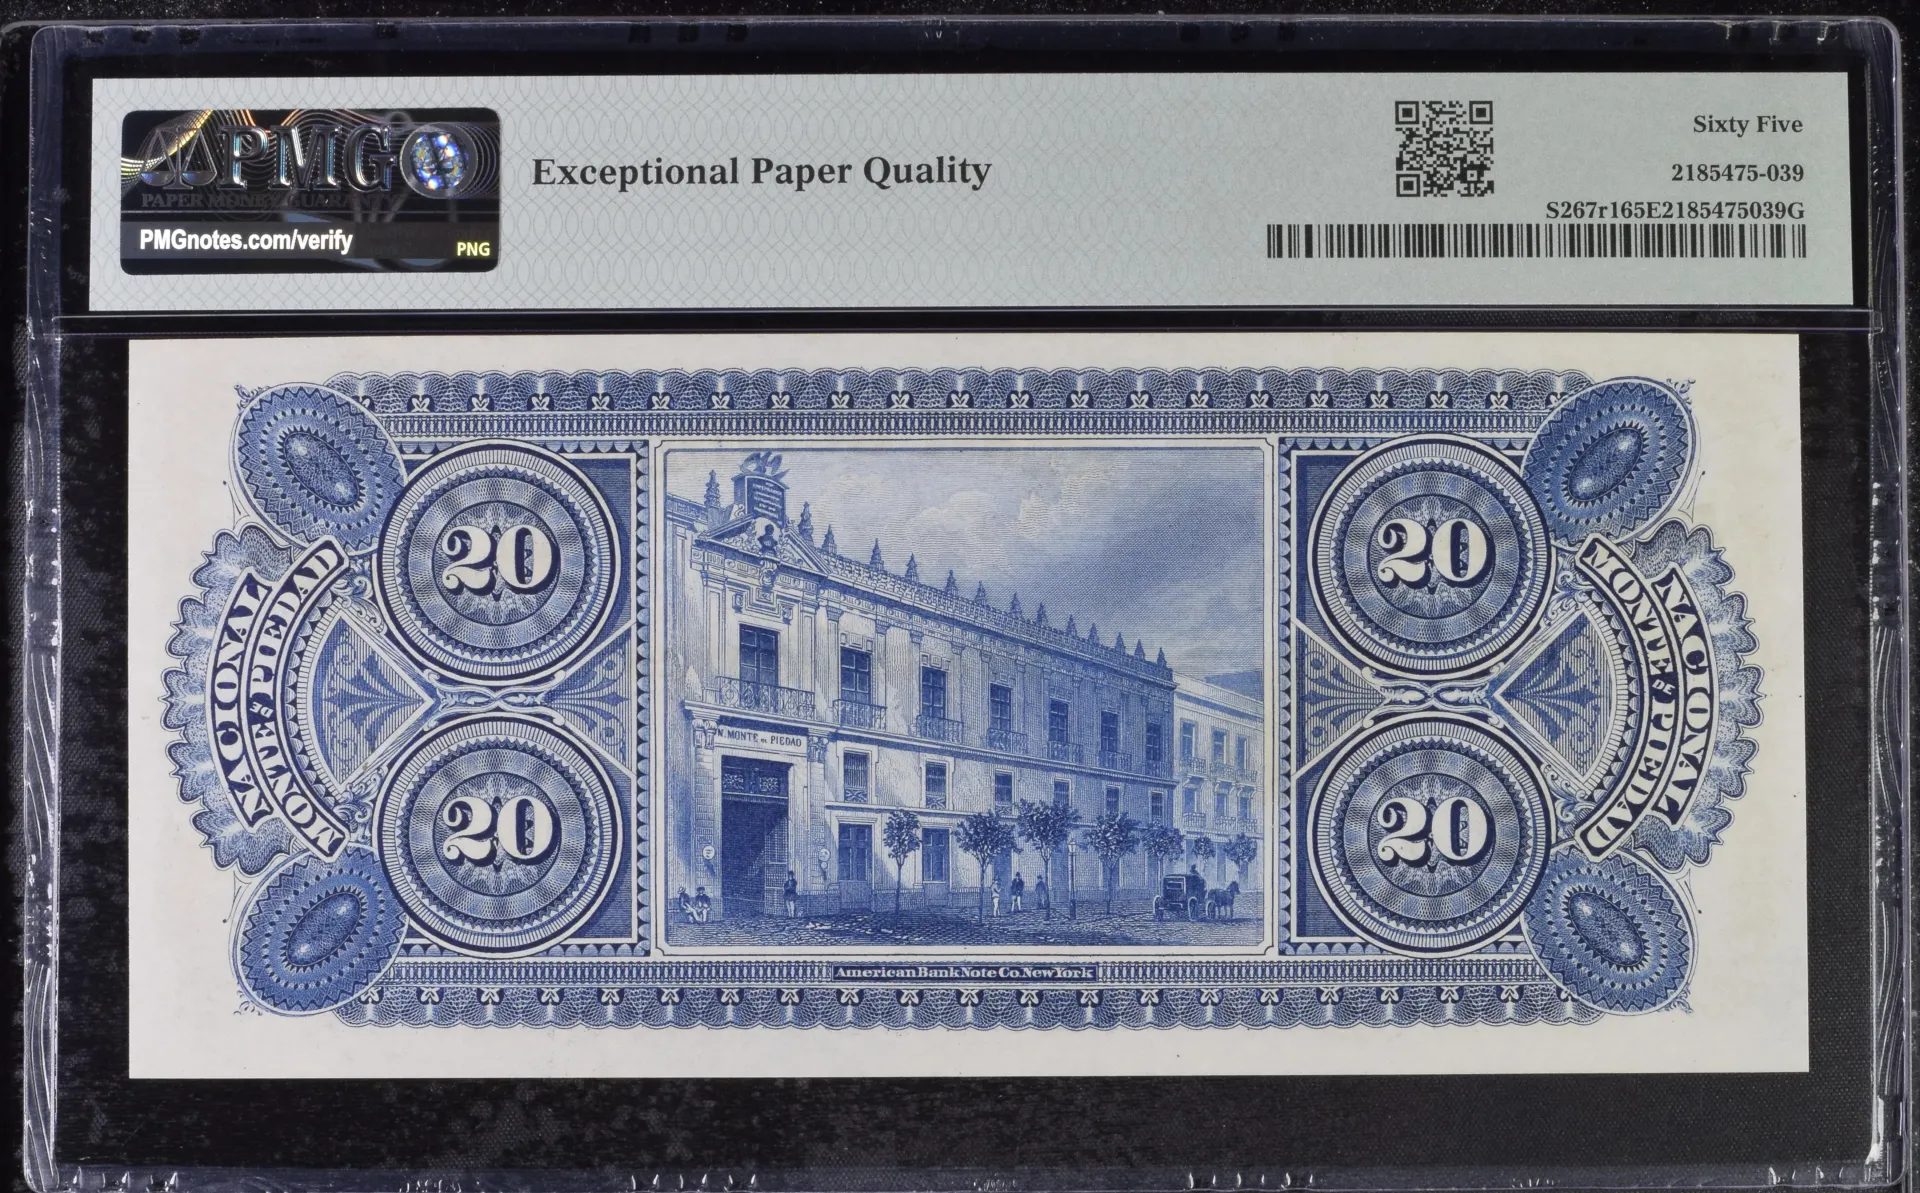 PMG
PAPER MONEY GUARANTY
PMGnotes.com/verify
PNG
Exceptional Paper Quality
Sixty Five
2185475-039
S267r165E2185475039G
20
20
20
20
NACIONAL
MONTE DE PIEDAD
MONTE DE PIEDAD
NACIONAL
N. MONTE DE PIEDAD
American Bank Note Co. New York